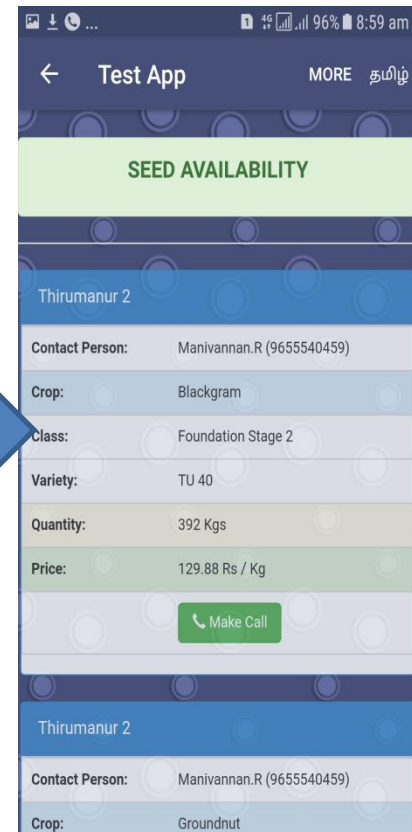 ... 1 4G 96% 8:59 am
Test App MORE தமிழ்
SEED AVAILABILITY
Thirumanur 2
Contact Person: Manivannan.R (9655540459)
Crop: Blackgram
Class: Foundation Stage 2
Variety: TU 40
Quantity: 392 Kgs
Price: 129.88 Rs / Kg
Make Call
Thirumanur 2
Contact Person: Manivannan.R (9655540459)
Crop: Groundnut